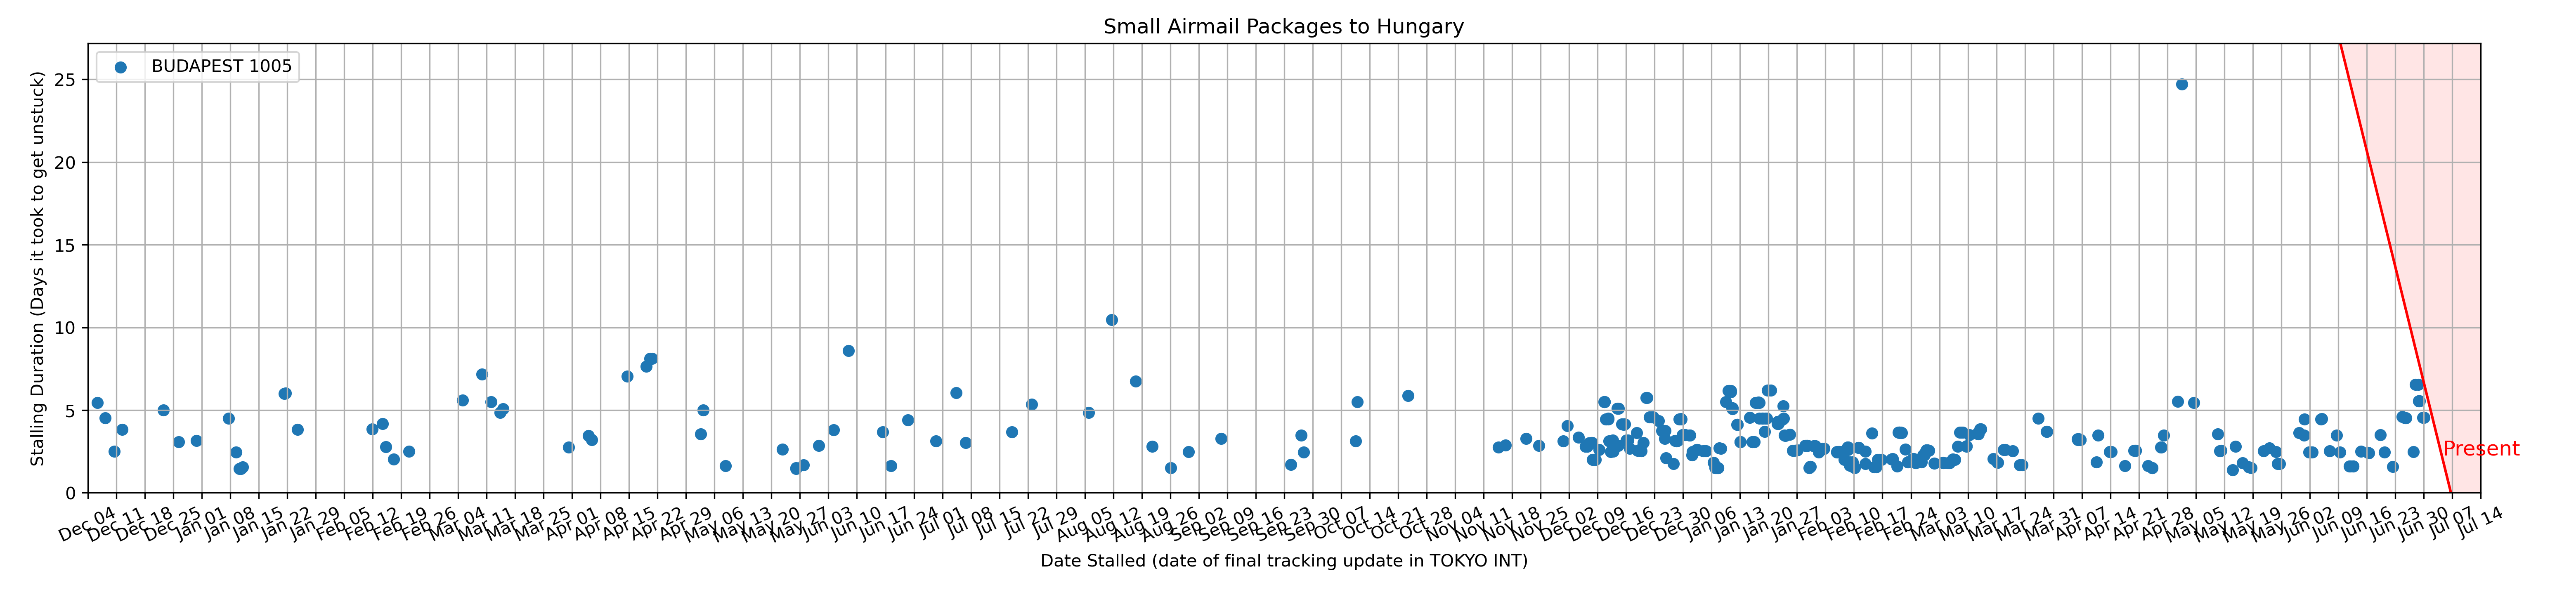 Small Airmail Packages to Hungary
BUDAPEST 1005
Stalling Duration (Days it took to get unstuck)
25
20
15
10
5
0
Present
Dec 04
Dec 11
Dec 18
Dec 25
Jan 01
Jan 08
Jan 15
Jan 22
Jan 29
Feb 05
Feb 12
Feb 19
Feb 26
Mar 04
Mar 11
Mar 18
Mar 25
Apr 01
Apr 08
Apr 15
Apr 22
Apr 29
May 06
May 13
May 20
May 27
Jun 03
Jun 10
Jun 17
Jun 24
Jul 01
Jul 08
Jul 15
Jul 22
Jul 29
Aug 05
Aug 12
Aug 19
Aug 26
Sep 02
Sep 09
Sep 16
Sep 23
Sep 30
Oct 07
Oct 14
Oct 21
Oct 28
Nov 04
Nov 11
Nov 18
Nov 25
Dec 02
Dec 09
Dec 16
Dec 23
Dec 30
Jan 06
Jan 13
Jan 20
Jan 27
Feb 03
Feb 10
Feb 17
Feb 24
Mar 03
Mar 10
Mar 17
Mar 24
Mar 31
Apr 07
Apr 14
Apr 21
Apr 28
May 05
May 12
May 19
May 26
Jun 02
Jun 09
Jun 16
Jun 23
Jun 30
Jul 07
Jul 14
Date Stalled (date of final tracking update in TOKYO INT)